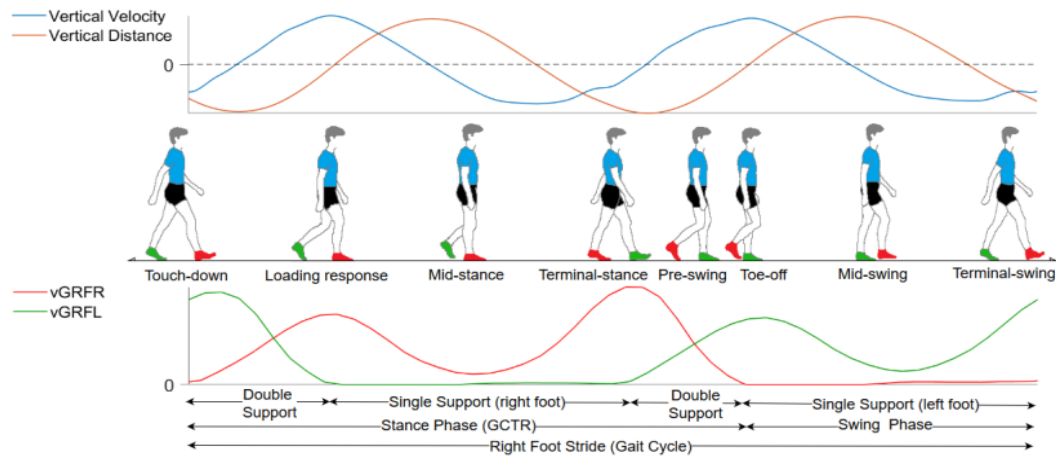 Vertical Velocity
Vertical Distance
0
Touch-down Loading response Mid-stance Terminal-stance Pre-swing Toe-off Mid-swing Terminal-swing
vGRFR
vGRFL
0
Double Support
Single Support (right foot)
Double Support
Single Support (left foot)
Stance Phase (GCTR) Swing Phase
Right Foot Stride (Gait Cycle)